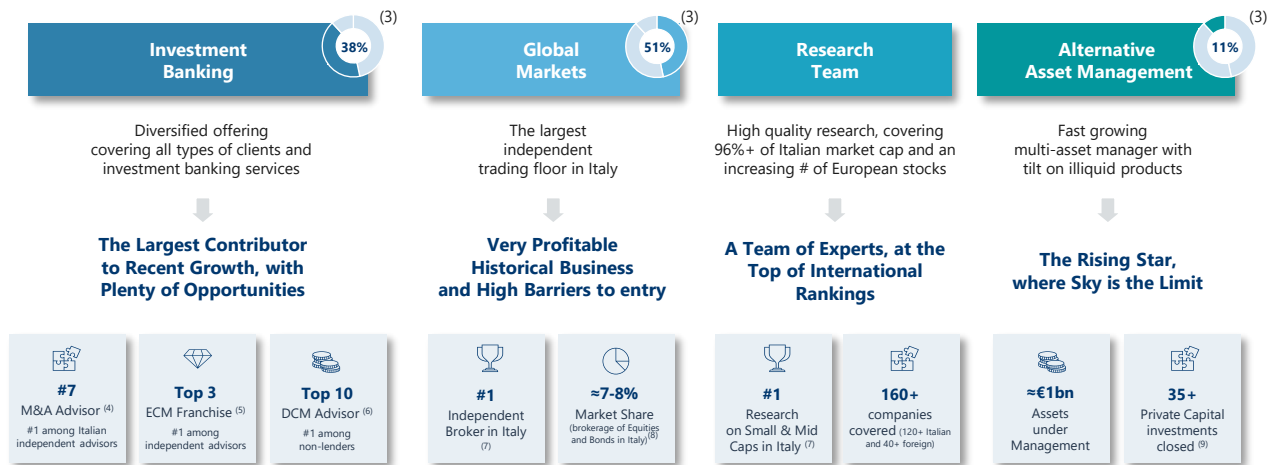 Investment
Banking
38%
(3)
Diversified offering
covering all types of clients and
investment banking services
The Largest Contributor
to Recent Growth, with
Plenty of Opportunities
#7
M&A Advisor (4)
#1 among Italian
independent advisors
Top 3
ECM Franchise (5)
#1 among
independent advisors
Top 10
DCM Advisor (6)
#1 among
non-lenders
Global
Markets
51%
(3)
The largest
independent
trading floor in Italy
Very Profitable
Historical Business
and High Barriers to entry
#1
Independent
Broker in Italy
(7)
≈7-8%
Market Share
(brokerage of Equities
and Bonds in Italy)(8)
Research
Team
High quality research, covering
96%+ of Italian market cap and an
increasing # of European stocks
A Team of Experts, at the
Top of International
Rankings
#1
Research
on Small & Mid
Caps in Italy (7)
160+
companies
covered (120+ Italian
and 40+ foreign)
Alternative
Asset Management
11%
(3)
Fast growing
multi-asset manager with
tilt on illiquid products
The Rising Star,
where Sky is the Limit
≈€1bn
Assets
under
Management
35+
Private Capital
investments
closed (9)